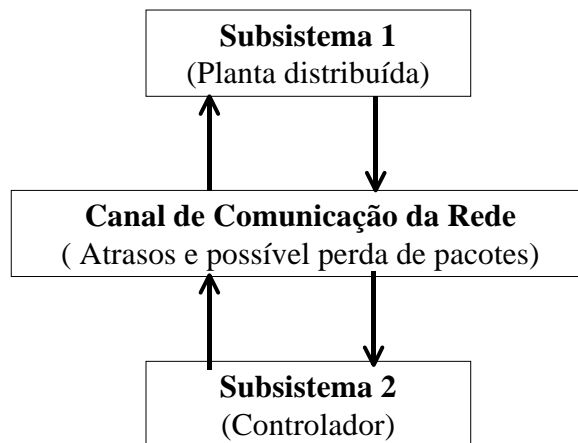 Subsistema 1
(Planta distribuída)
Canal de Comunicação da Rede
( Atrasos e possível perda de pacotes)
Subsistema 2
(Controlador)